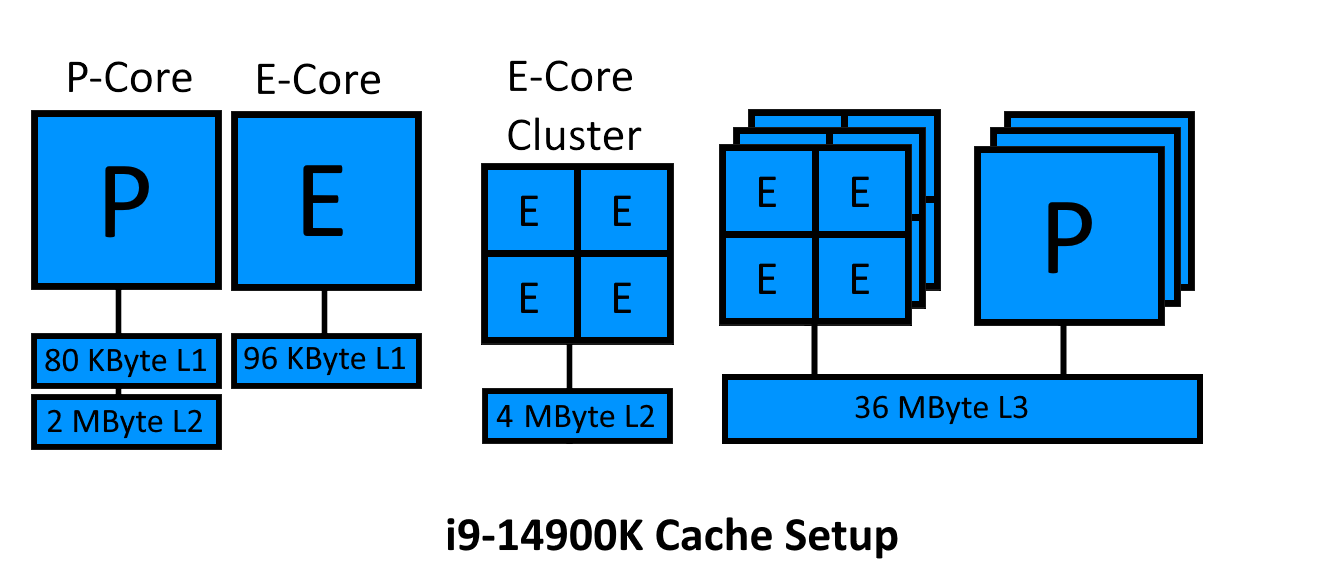 P-Core
E-Core
P
E
80 KByte L1
96 KByte L1
2 MByte L2
E-Core
Cluster
E E
E E
4 MByte L2
E E
E E
P
36 MByte L3
i9-14900K Cache Setup